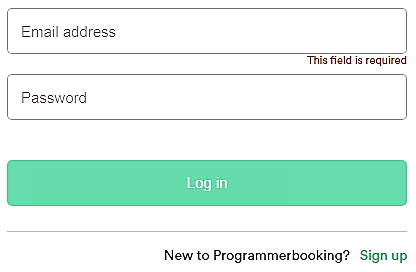 Email address
This field is required
Password
Log in
New to Programmerbooking? Sign up